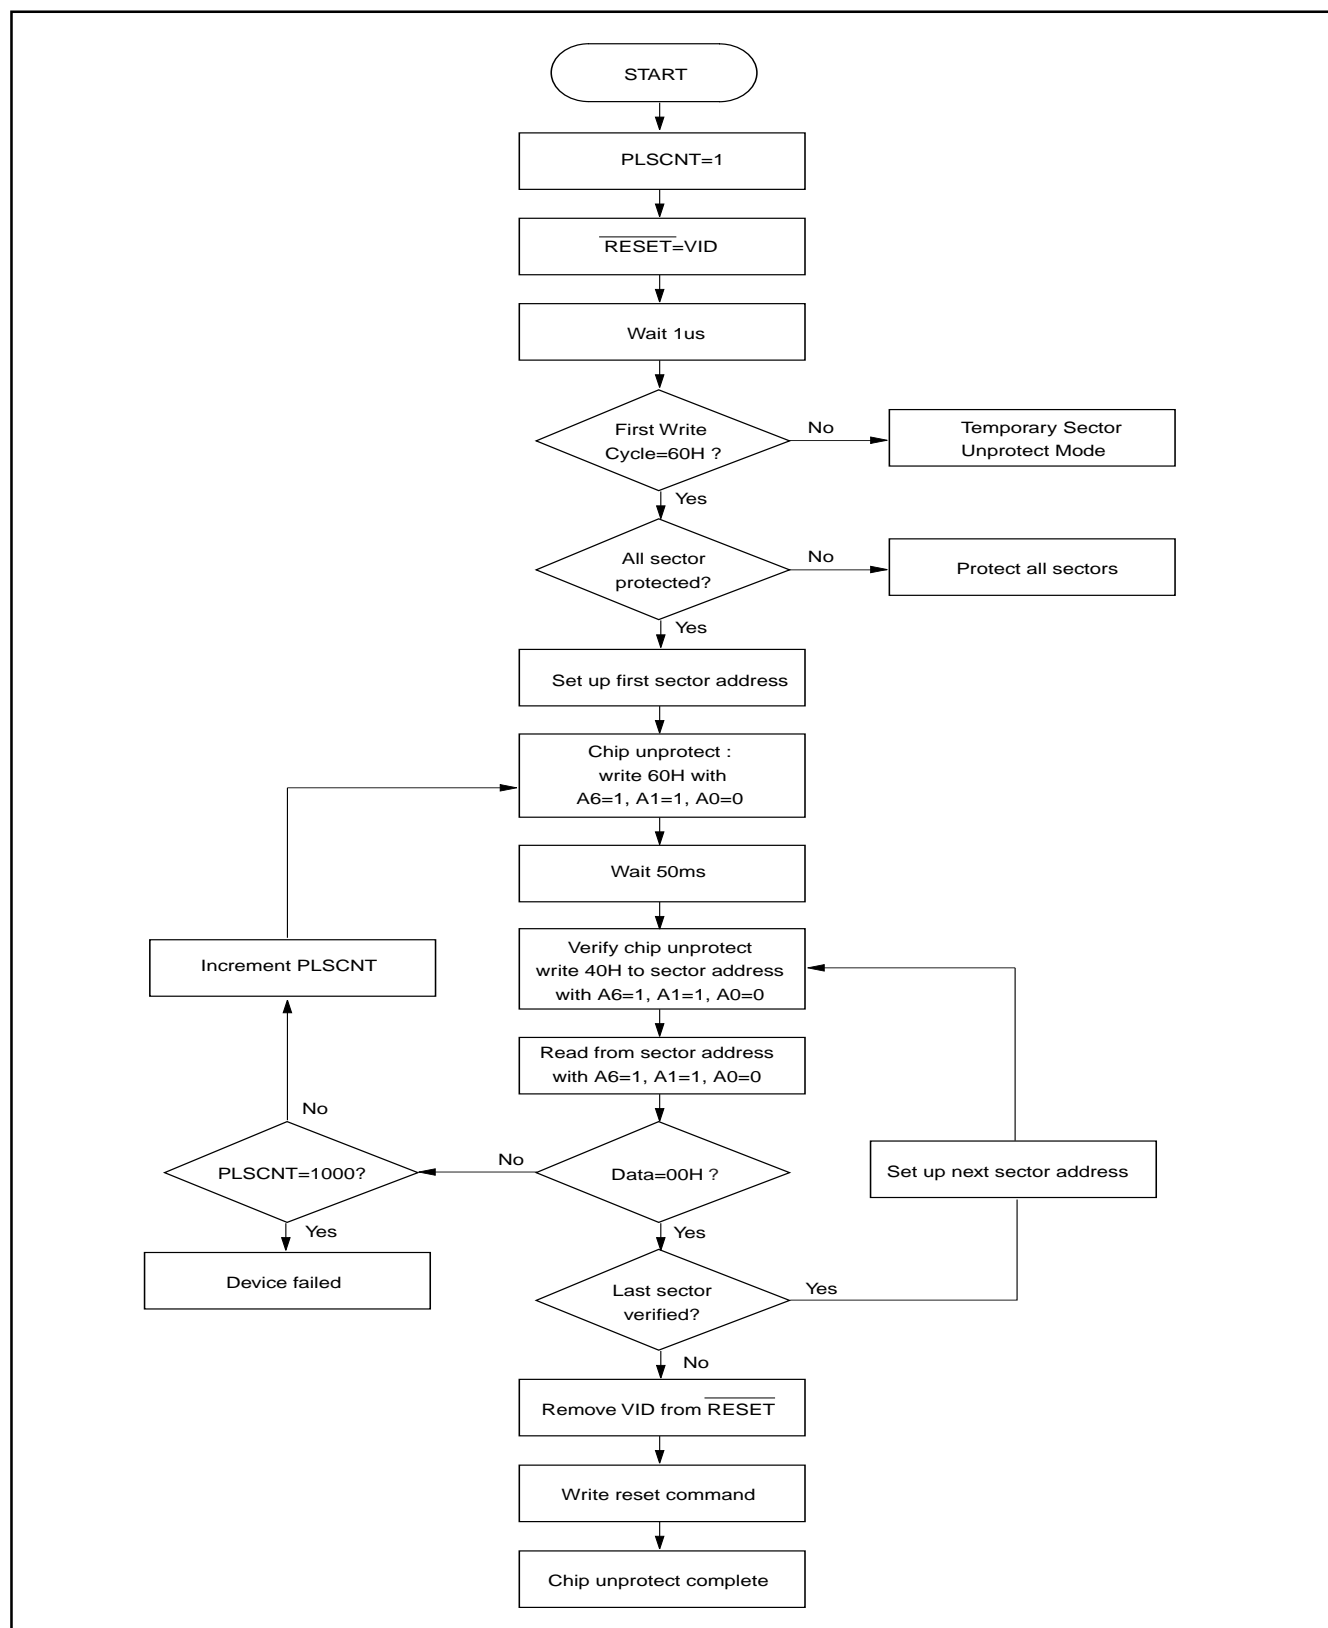 START
PLSCNT=1
RESET=VID
Wait 1us
First Write
Cycle=60H ?
No
Temporary Sector
Unprotect Mode
Yes
All sector
protected?
No
Protect all sectors
Yes
Set up first sector address
Chip unprotect :
write 60H with
A6=1, A1=1, A0=0
Wait 50ms
Increment PLSCNT
Verify chip unprotect
write 40H to sector address
with A6=1, A1=1, A0=0
Read from sector address
with A6=1, A1=1, A0=0
No
PLSCNT=1000?
No
Data=00H ?
Set up next sector address
Yes
Yes
Device failed
Last sector
verified?
Yes
No
Remove VID from RESET
Write reset command
Chip unprotect complete